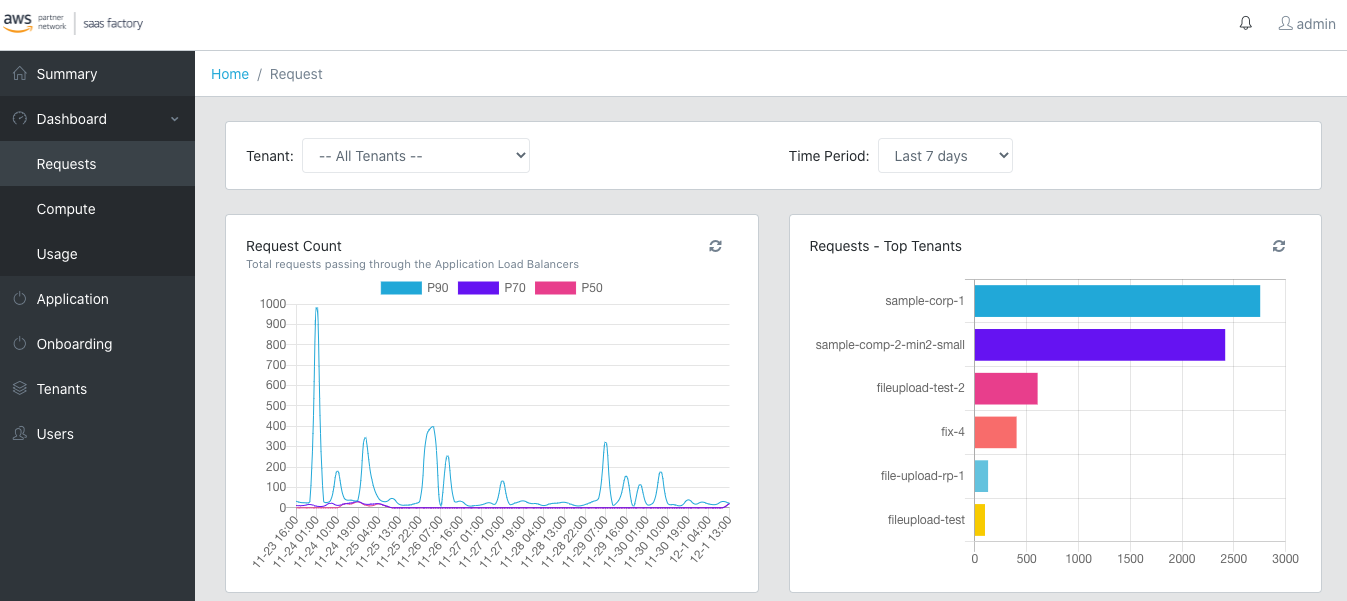 aws partner network saas factory
admin
Summary
Dashboard
Requests
Compute
Usage
Application
Onboarding
Tenants
Users
Home / Request
Tenant: -- All Tenants --
Time Period: Last 7 days
Request Count
Total requests passing through the Application Load Balancers
P90 P70 P50
1000
900
800
700
600
500
400
300
200
100
0
11-23 16:00
11-24 01:00
11-24 10:00
11-24 19:00
11-25 04:00
11-25 13:00
11-25 22:00
11-26 07:00
11-26 16:00
11-27 01:00
11-27 10:00
11-27 19:00
11-28 04:00
11-28 13:00
11-28 22:00
11-29 07:00
11-29 16:00
11-30 01:00
11-30 10:00
11-30 19:00
12-1 04:00
12-1 13:00
Requests - Top Tenants
sample-corp-1
sample-comp-2-min2-small
fileupload-test-2
fix-4
file-upload-rp-1
fileupload-test
0 500 1000 1500 2000 2500 3000